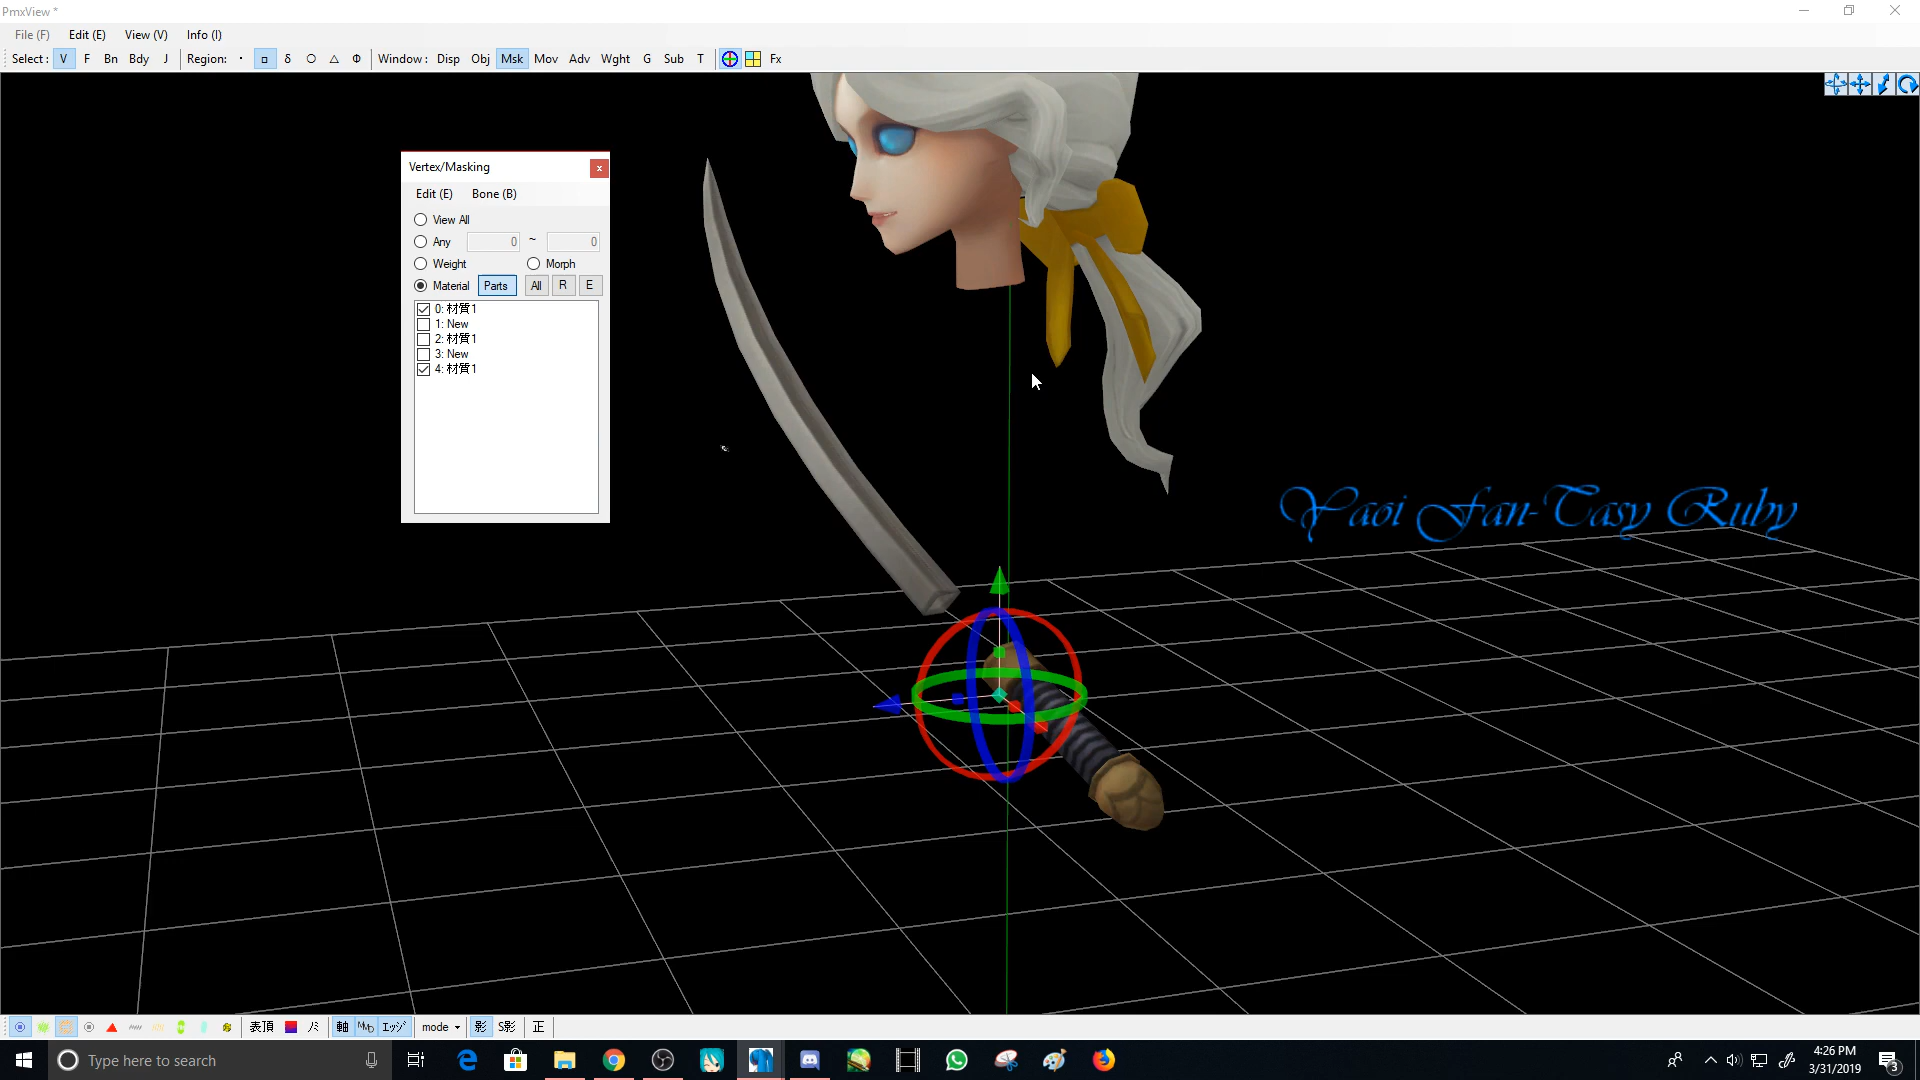 PmxView *
File (F) Edit (E) View (V) Info (I)
Select : V F Bn Bdy J Region: Window : Disp Obj Msk Mov Adv Wght G Sub T Fx
Vertex/Masking
Edit (E) Bone (B)
View All
Any 0 ~ 0
Weight Morph
Material Parts All R E
0: 材質1
1: New
2: 材質1
3: New
4: 材質1
Yaoi Fan-Tasy Ruby
表頂 軸 MMD エッジ mode 影 S影 正
Type here to search
4:26 PM
3/31/2019
3